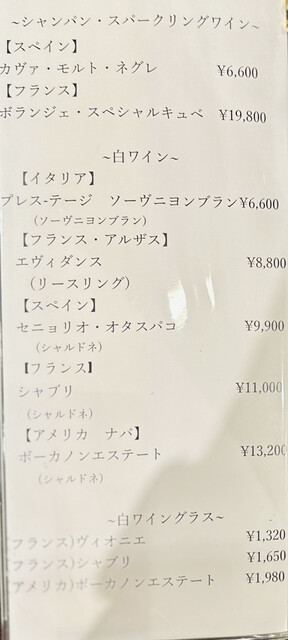 ~シャンパン・スパークリングワイン~
【スペイン】
カヴァ・モルト・ネグレ ¥6,600
【フランス】
ボランジェ・スペシャルキュベ ¥19,800
~白ワイン~
【イタリア】
プレス-テージ ソーヴニヨンブラン¥6,600
(ソーヴニヨンブラン)
【フランス・アルザス】
エヴィダンス ¥8,800
(リースリング)
【スペイン】
セニョリオ・オタスパコ ¥9,900
(シャルドネ)
【フランス】
シャブリ ¥11,000
(シャルドネ)
【アメリカ ナパ】
ボーカノンエステート ¥13,200
(シャルドネ)
~白ワイングラス~
(フランス)ヴィオニエ ¥1,320
(フランス)シャブリ ¥1,650
(アメリカ)ボーカノンエステート ¥1,980